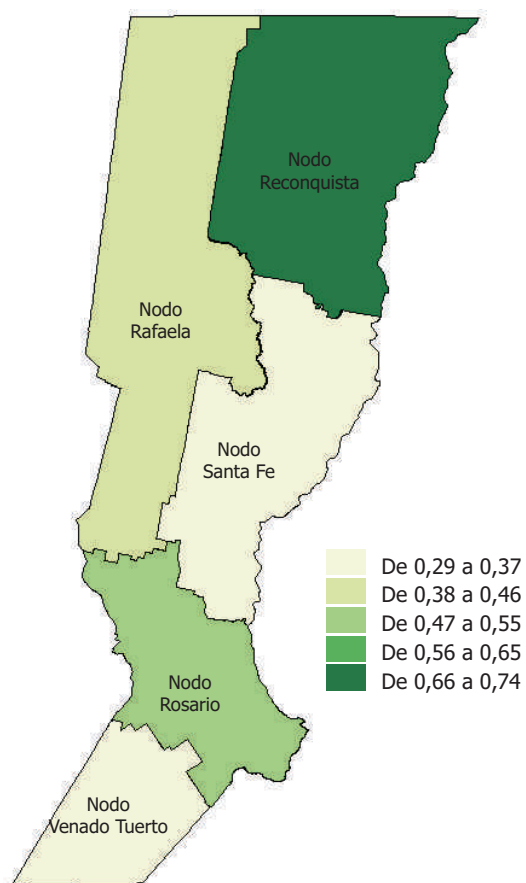 Nodo
Reconquista
Nodo
Rafaela
Nodo
Santa Fe
De 0,29 a 0,37
De 0,38 a 0,46
De 0,47 a 0,55
De 0,56 a 0,65
De 0,66 a 0,74
Nodo
Rosario
Nodo
Venado Tuerto